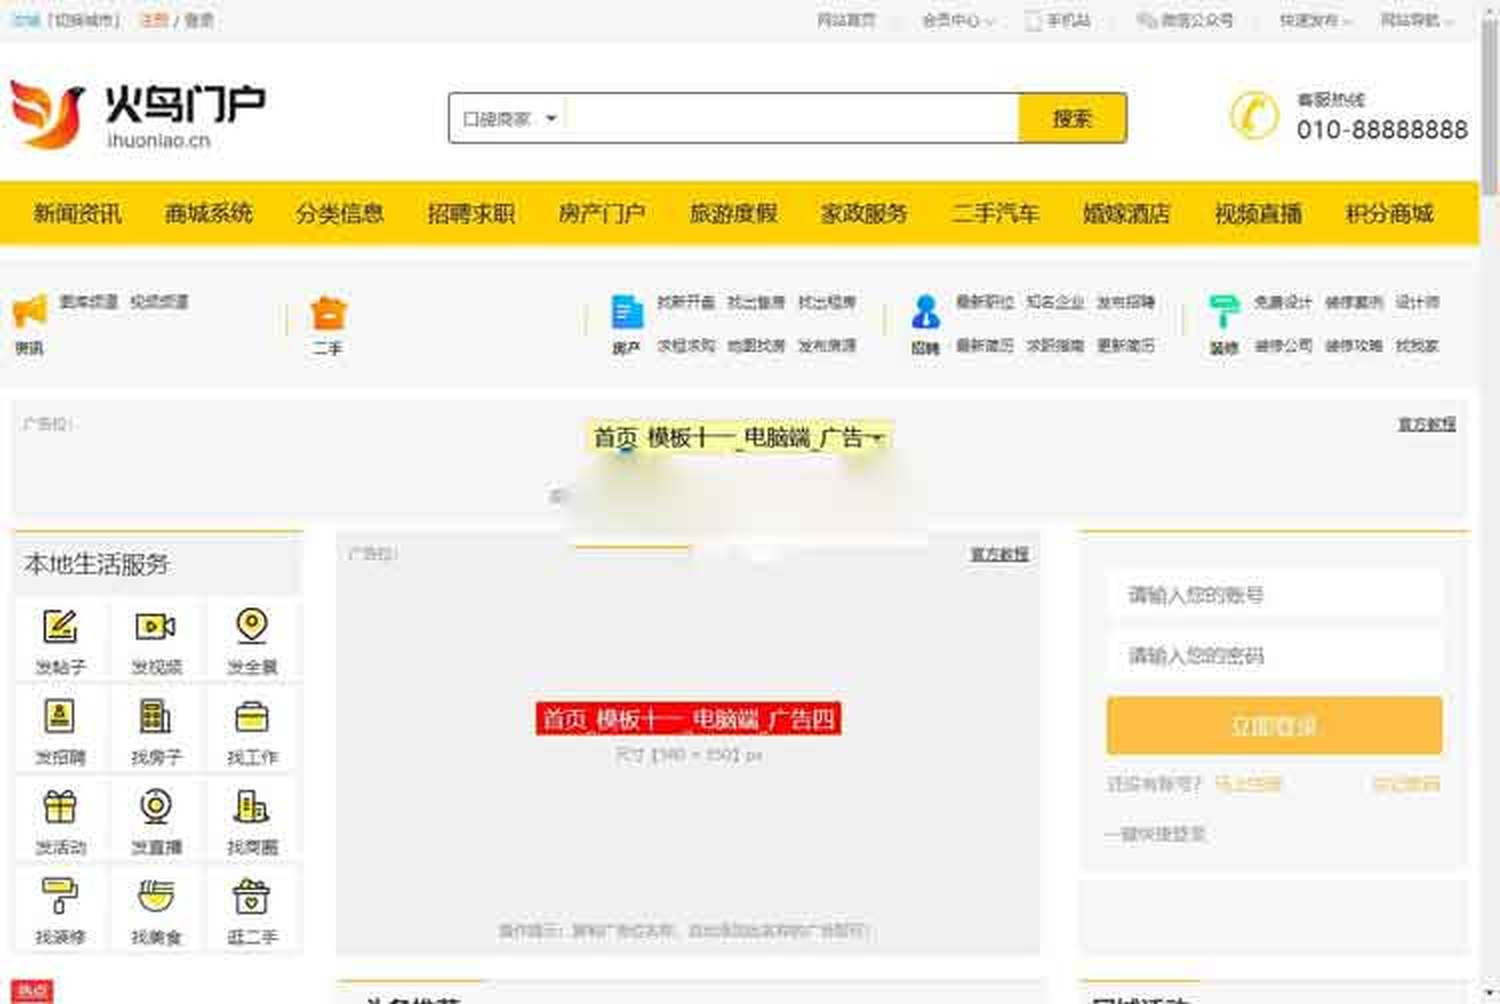 [切换城市] 注册 / 登录
网站首页 会员中心 手机站 微信公众号 快速发布 网站导航
火鸟门户
ihuoniao.cn
口碑商家 搜索
客服热线
010-88888888
新闻资讯 商城系统 分类信息 招聘求职 房产门户 旅游度假 家政服务 二手汽车 婚嫁酒店 视频直播 积分商城
图库频道 视频频道
资讯
二手
找新开盘 找出售房 找出租房
房产 求租求购 地图找房 发布房源
最新职位 知名企业 发布招聘
招聘 最新简历 求职指南 更新简历
免费设计 装修案例 设计师
装修 装修公司 装修攻略 找我家
广告位:
首页_模板十一_电脑端_广告一
官方教程
本地生活服务
发帖子 发视频 发全景
发招聘 找房子 找工作
发活动 发直播 找商圈
找装修 找美食 逛二手
广告位:
官方教程
首页_模板十一_电脑端_广告四
请输入您的账号
请输入您的密码
立即登录
还没有账号? 马上注册 忘记密码
一键快捷登录
热点
头条推荐
同城活动